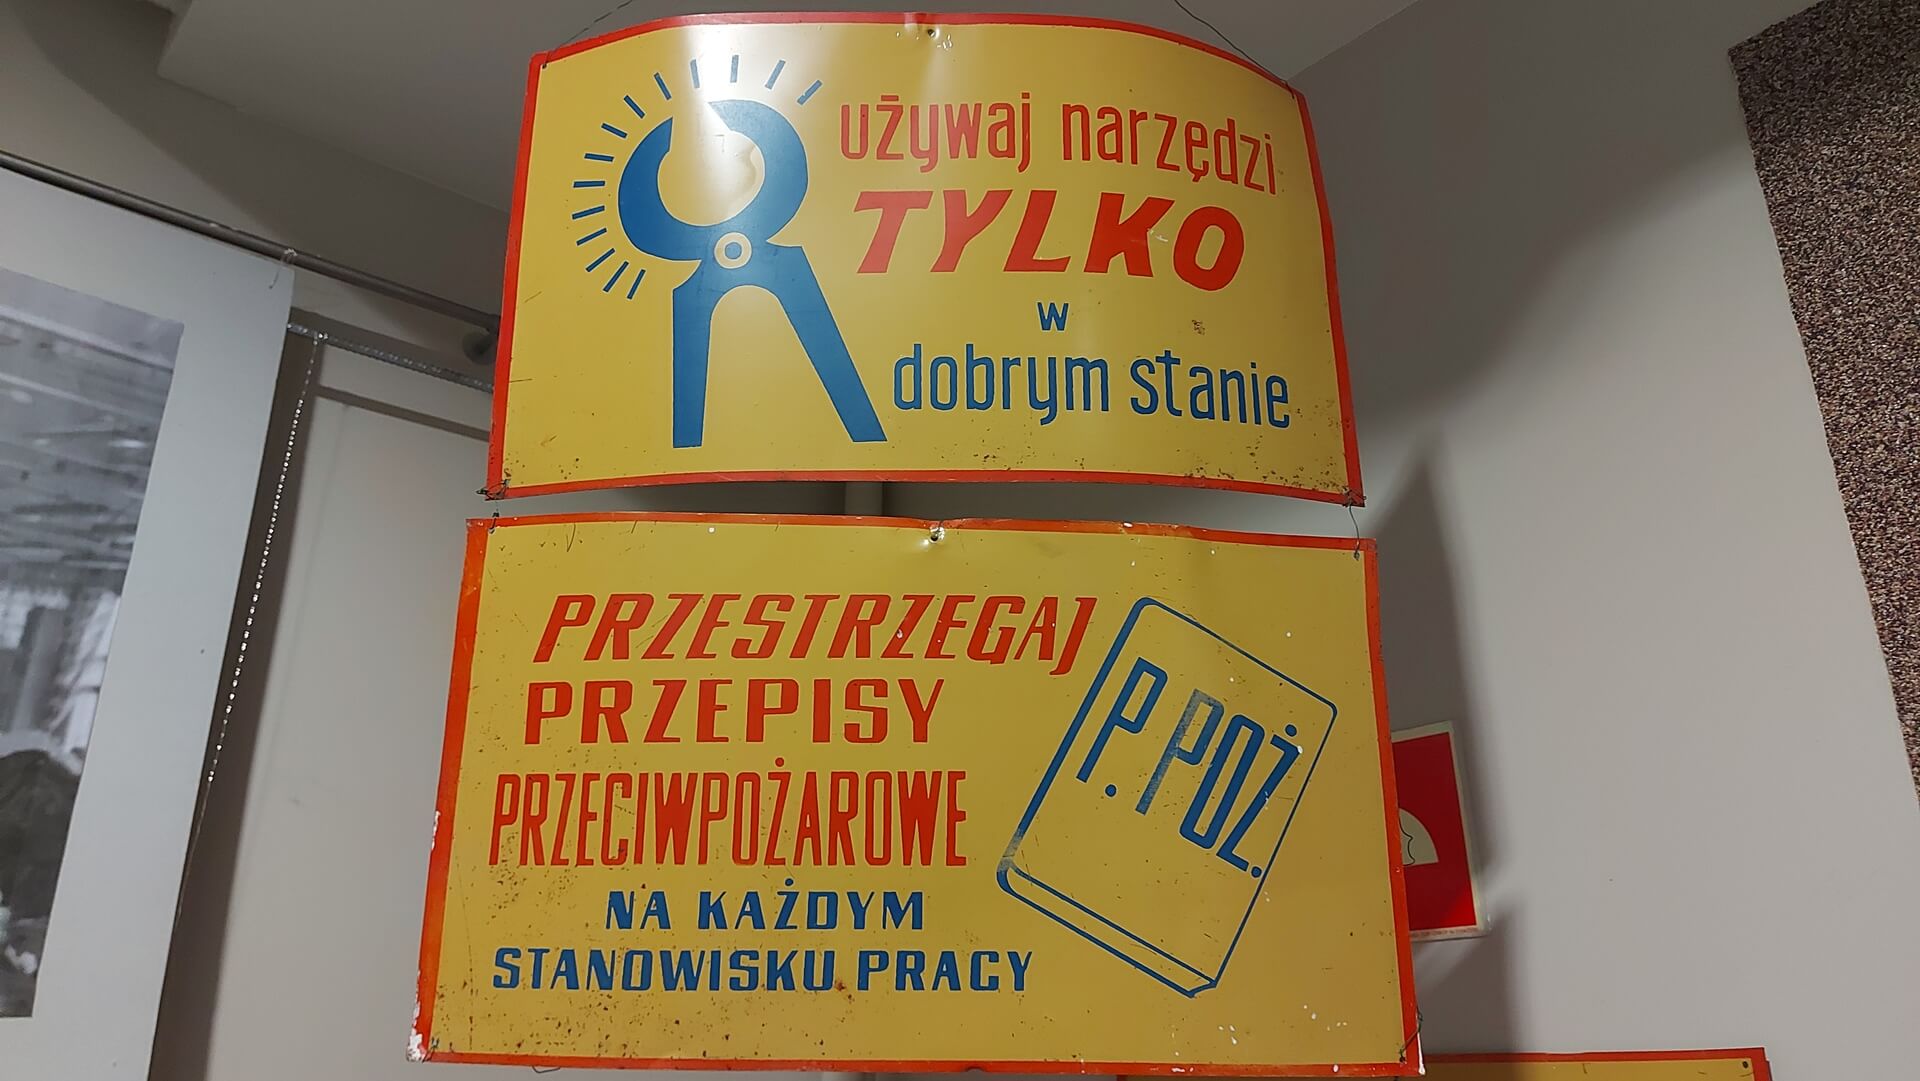 używaj narzędzi
TYLKO
w
dobrym stanie
PRZESTRZEGAJ
PRZEPISY
PRZECIWPOŻAROWE
NA KAŻDYM
STANOWISKU PRACY
P. POŻ.